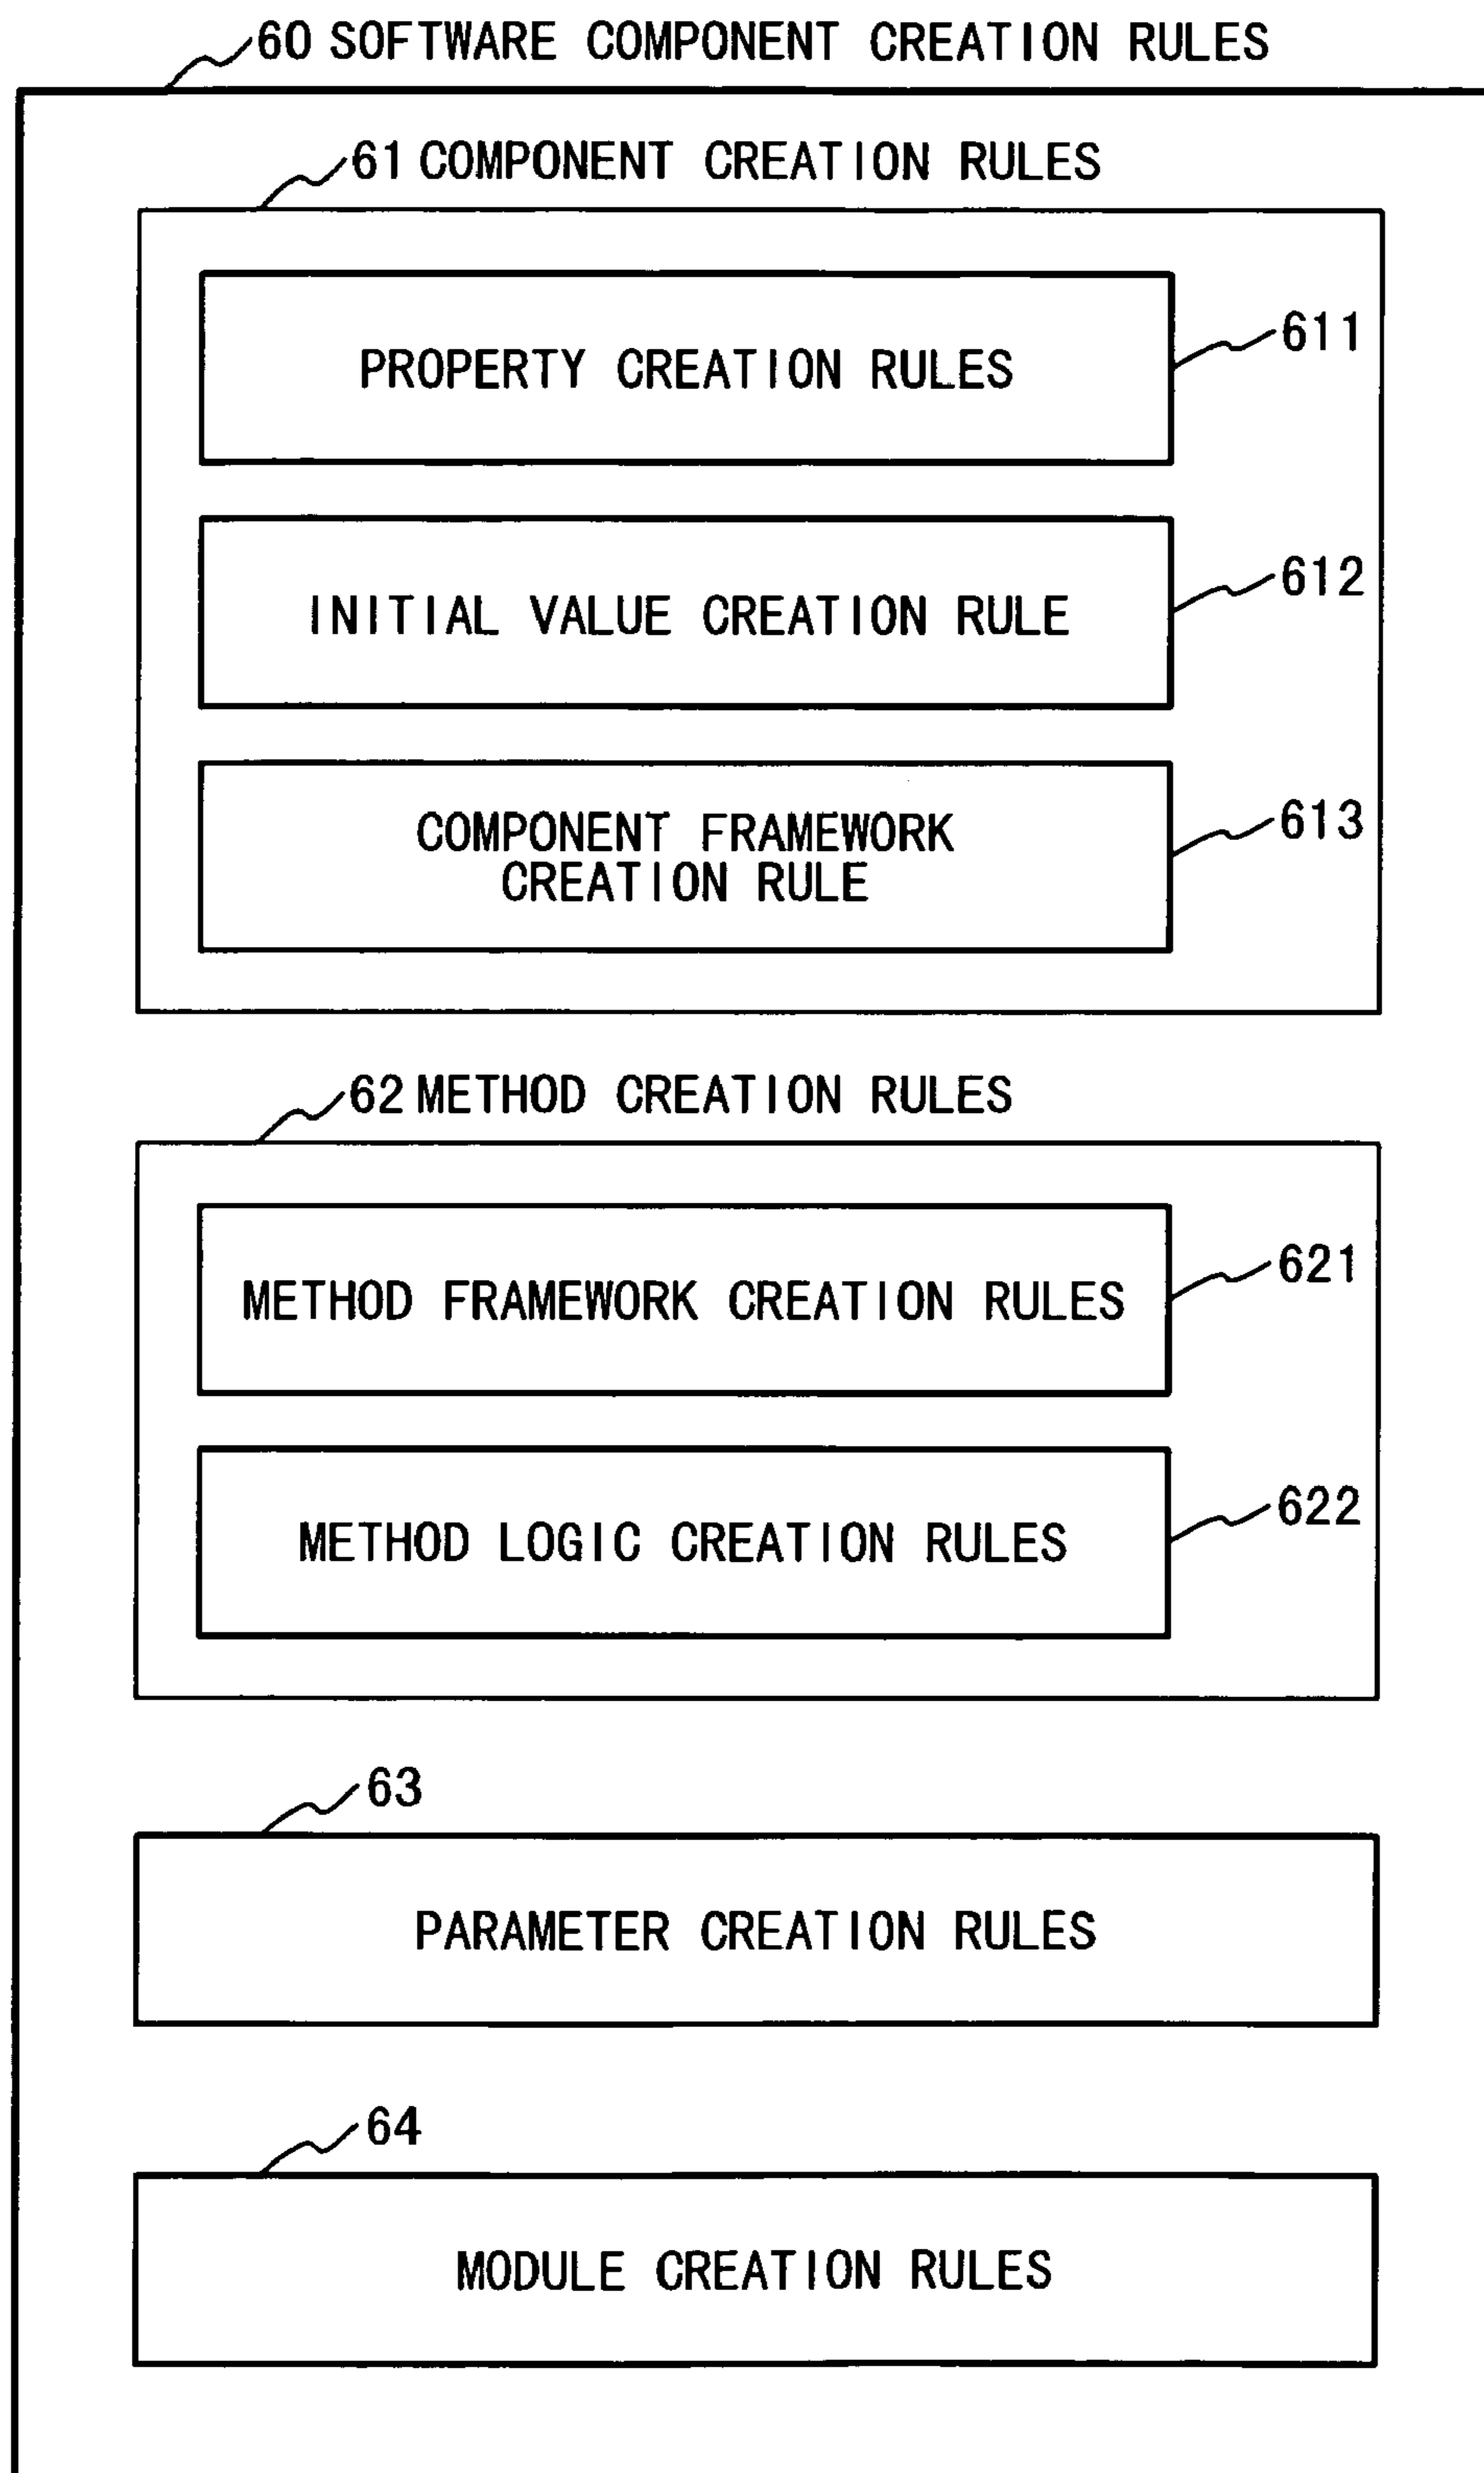 60 SOFTWARE COMPONENT CREATION RULES
61 COMPONENT CREATION RULES
PROPERTY CREATION RULES
611
INITIAL VALUE CREATION RULE
612
COMPONENT FRAMEWORK
CREATION RULE
613
62 METHOD CREATION RULES
METHOD FRAMEWORK CREATION RULES
621
METHOD LOGIC CREATION RULES
622
63
PARAMETER CREATION RULES
64
MODULE CREATION RULES